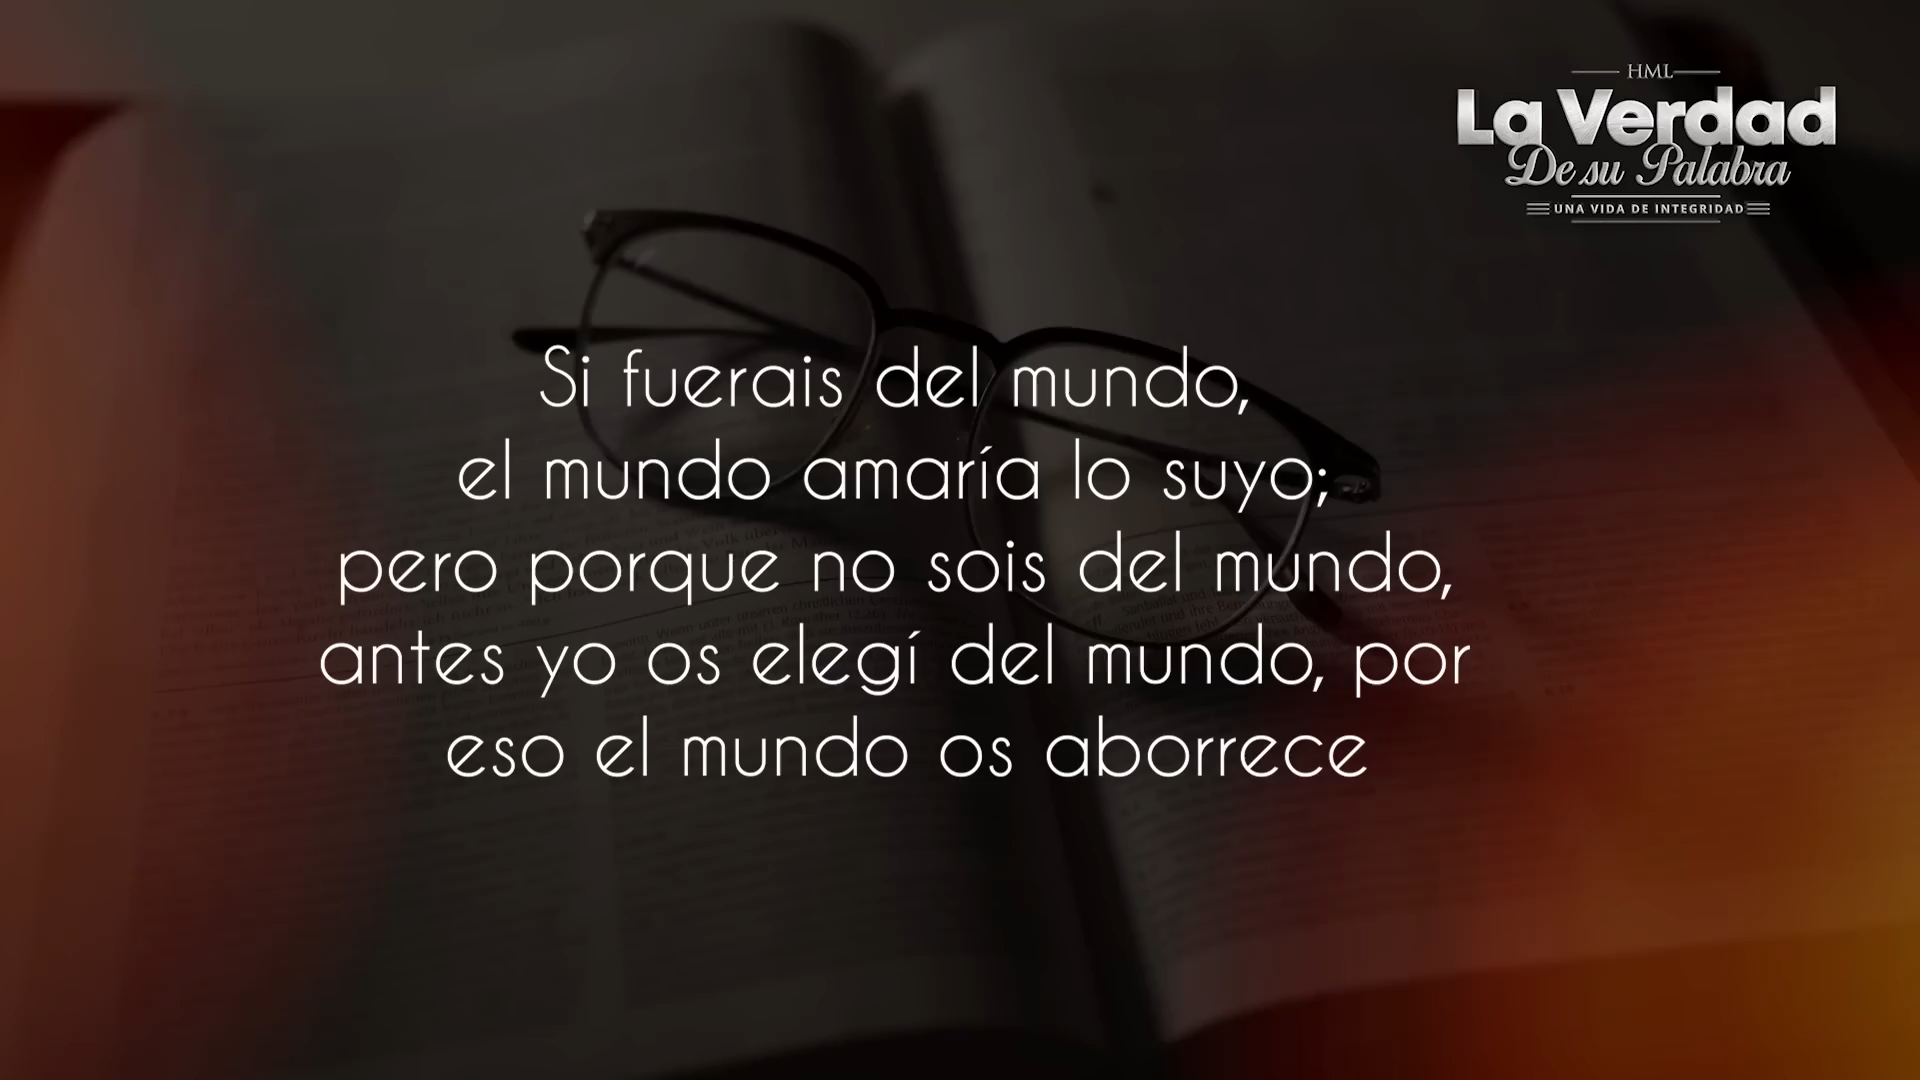 HML
La Verdad
De su Palabra
UNA VIDA DE INTEGRIDAD
Si fuerais del mundo,
el mundo amaría lo suyo;
pero porque no sois del mundo,
antes yo os elegí del mundo, por
eso el mundo os aborrece